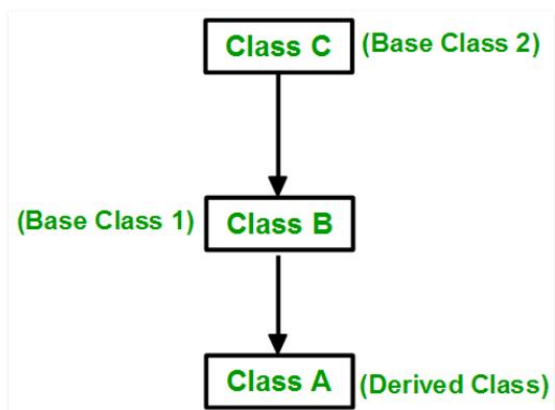 Class C (Base Class 2)
(Base Class 1) Class B
Class A (Derived Class)